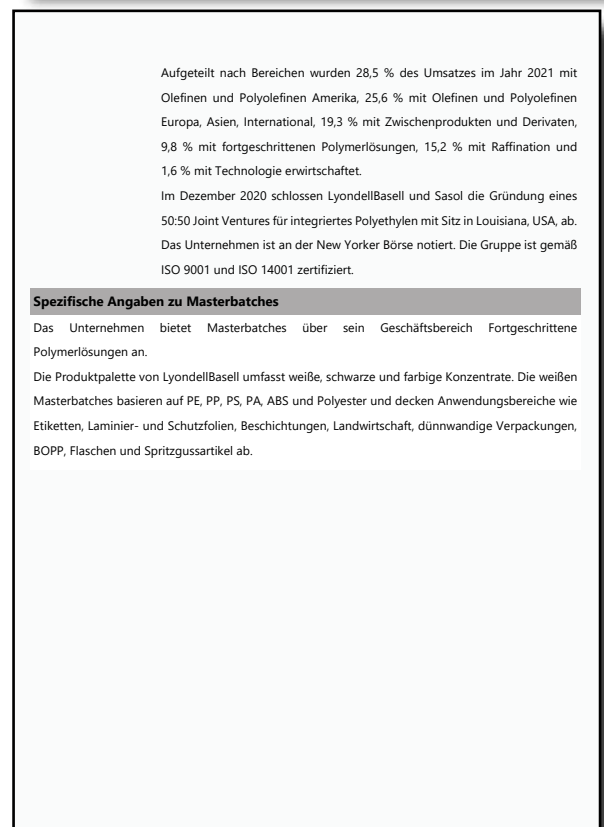 Aufgeteilt nach Bereichen wurden 28,5 % des Umsatzes im Jahr 2021 mit
Olefinen und Polyolefinen Amerika, 25,6 % mit Olefinen und Polyolefinen
Europa, Asien, International, 19,3 % mit Zwischenprodukten und Derivaten,
9,8 % mit fortgeschrittenen Polymerlösungen, 15,2 % mit Raffination und
1,6 % mit Technologie erwirtschaftet.
Im Dezember 2020 schlossen LyondellBasell und Sasol die Gründung eines
50:50 Joint Ventures für integriertes Polyethylen mit Sitz in Louisiana, USA, ab.
Das Unternehmen ist an der New Yorker Börse notiert. Die Gruppe ist gemäß
ISO 9001 und ISO 14001 zertifiziert.
Spezifische Angaben zu Masterbatches
Das Unternehmen bietet Masterbatches über sein Geschäftsbereich Fortgeschrittene
Polymerlösungen an.
Die Produktpalette von LyondellBasell umfasst weiße, schwarze und farbige Konzentrate. Die weißen
Masterbatches basieren auf PE, PP, PS, PA, ABS und Polyester und decken Anwendungsbereiche wie
Etiketten, Laminier- und Schutzfolien, Beschichtungen, Landwirtschaft, dünnwandige Verpackungen,
BOPP, Flaschen und Spritzgussartikel ab.